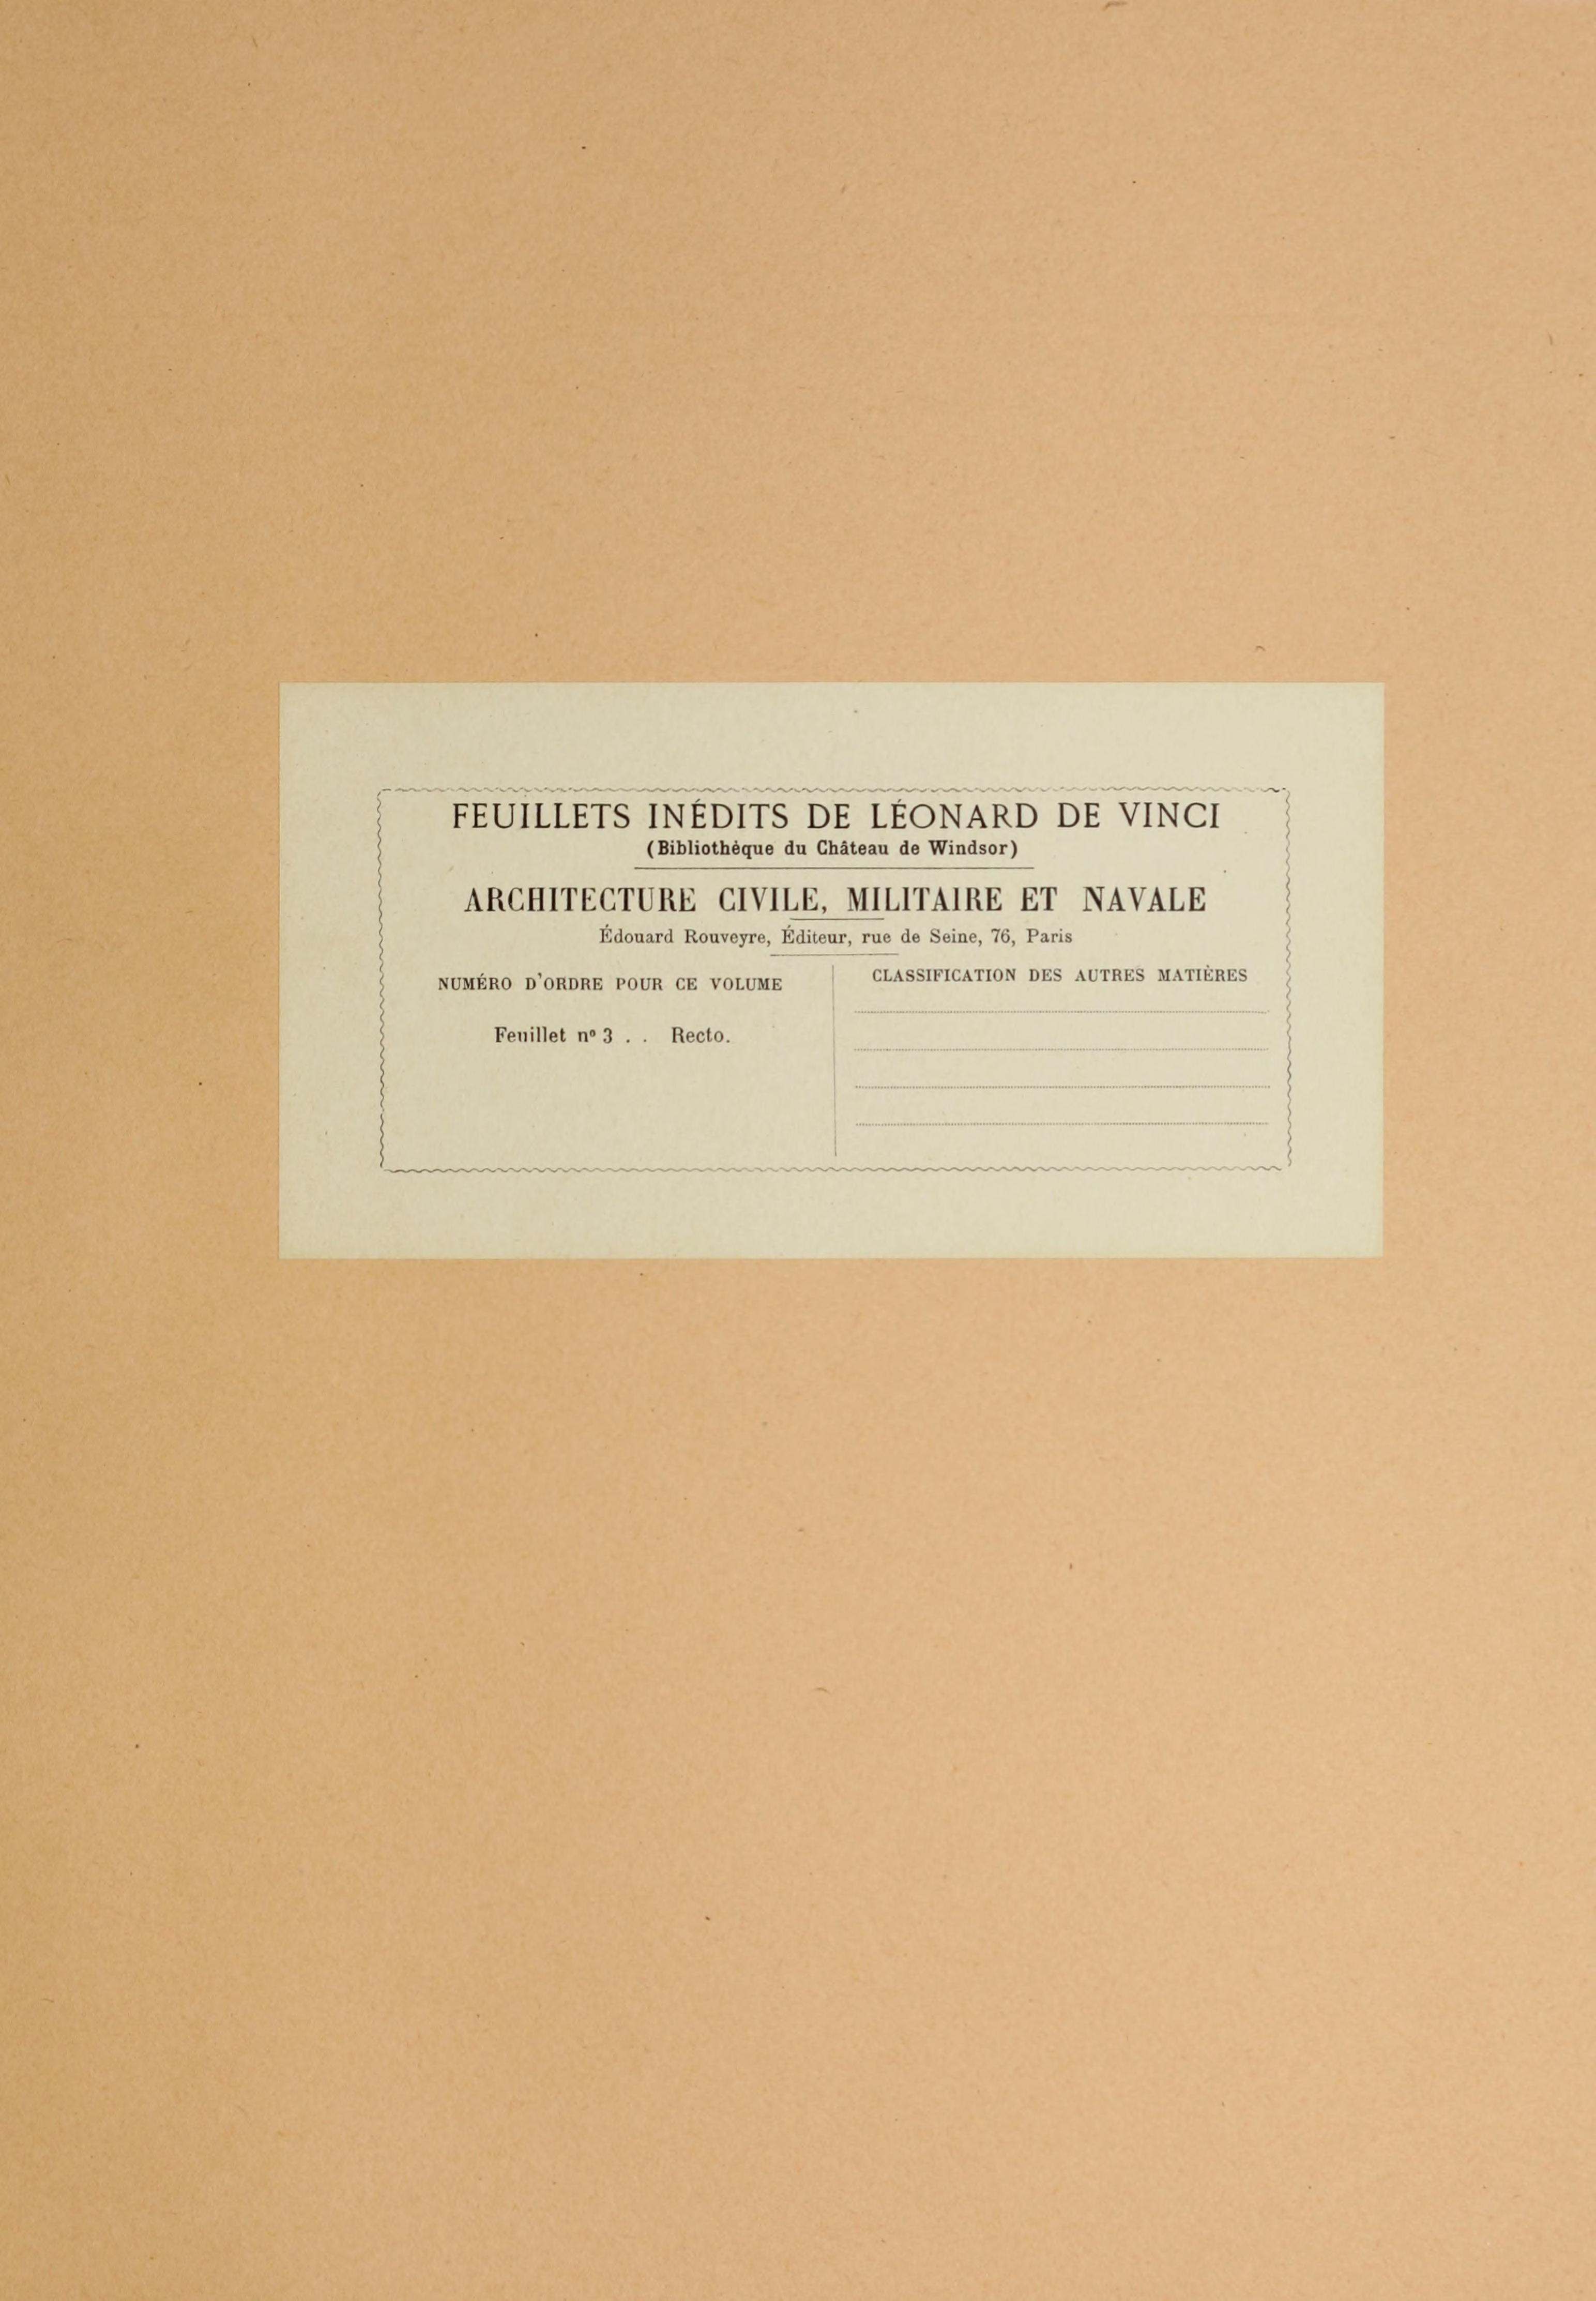 FEUILLETS INÉDITS DE LÉONARD DE VINCI
(Bibliothèque du Château de Windsor)
ARCHITECTURE CIVILE, MILITAIRE ET NAVALE
Édouard Rouveyre, Éditeur, rue de Seine, 76, Paris
NUMÉRO D'ORDRE POUR CE VOLUME
Feuillet nº 3 . . Recto.
CLASSIFICATION DES AUTRES MATIÈRES